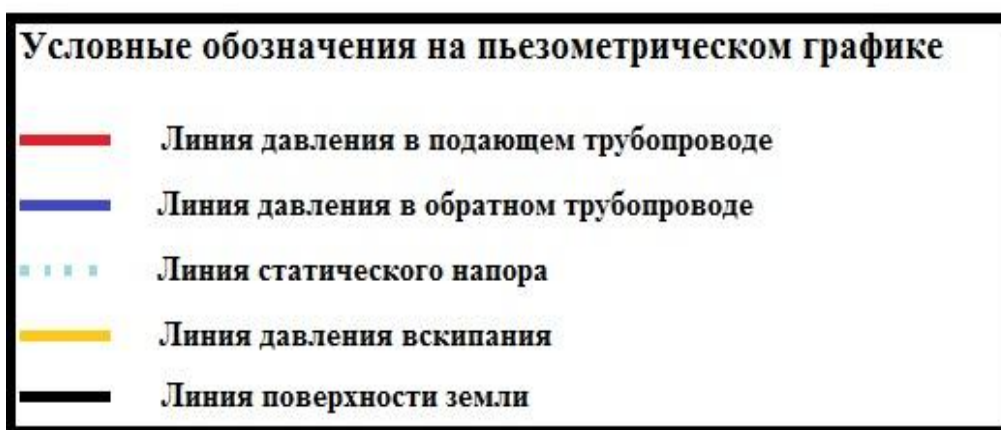 Условные обозначения на пьезометрическом графике
Линия давления в подающем трубопроводе
Линия давления в обратном трубопроводе
Линия статического напора
Линия давления вскипания
Линия поверхности земли